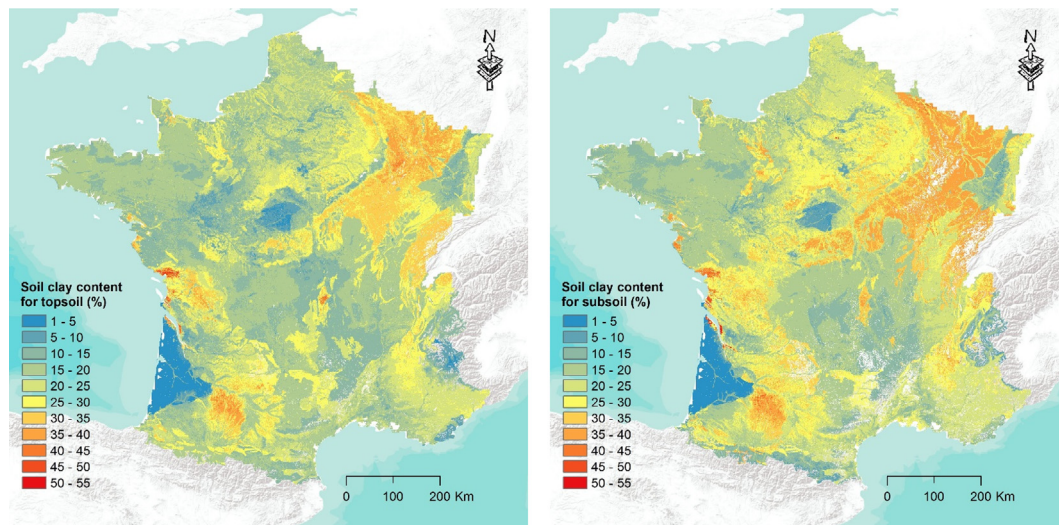 N
Soil clay content
for topsoil (%)
1 - 5
5 - 10
10 - 15
15 - 20
20 - 25
25 - 30
30 - 35
35 - 40
40 - 45
45 - 50
50 - 55
0 100 200 Km
N
Soil clay content
for subsoil (%)
1 - 5
5 - 10
10 - 15
15 - 20
20 - 25
25 - 30
30 - 35
35 - 40
40 - 45
45 - 50
50 - 55
0 100 200 Km